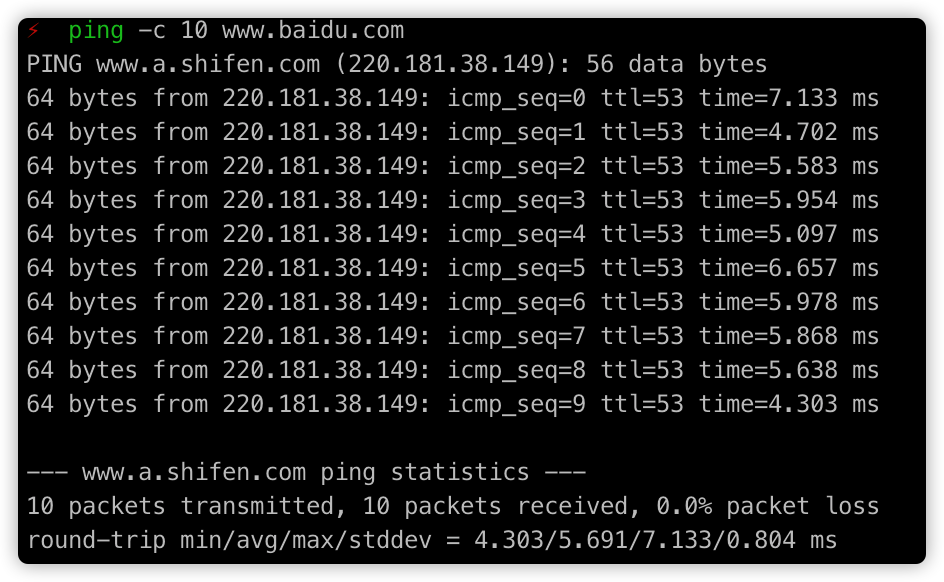 ⚡ ping -c 10 www.baidu.com
PING www.a.shifen.com (220.181.38.149): 56 data bytes
64 bytes from 220.181.38.149: icmp_seq=0 ttl=53 time=7.133 ms
64 bytes from 220.181.38.149: icmp_seq=1 ttl=53 time=4.702 ms
64 bytes from 220.181.38.149: icmp_seq=2 ttl=53 time=5.583 ms
64 bytes from 220.181.38.149: icmp_seq=3 ttl=53 time=5.954 ms
64 bytes from 220.181.38.149: icmp_seq=4 ttl=53 time=5.097 ms
64 bytes from 220.181.38.149: icmp_seq=5 ttl=53 time=6.657 ms
64 bytes from 220.181.38.149: icmp_seq=6 ttl=53 time=5.978 ms
64 bytes from 220.181.38.149: icmp_seq=7 ttl=53 time=5.868 ms
64 bytes from 220.181.38.149: icmp_seq=8 ttl=53 time=5.638 ms
64 bytes from 220.181.38.149: icmp_seq=9 ttl=53 time=4.303 ms
--- www.a.shifen.com ping statistics ---
10 packets transmitted, 10 packets received, 0.0% packet loss
round-trip min/avg/max/stddev = 4.303/5.691/7.133/0.804 ms